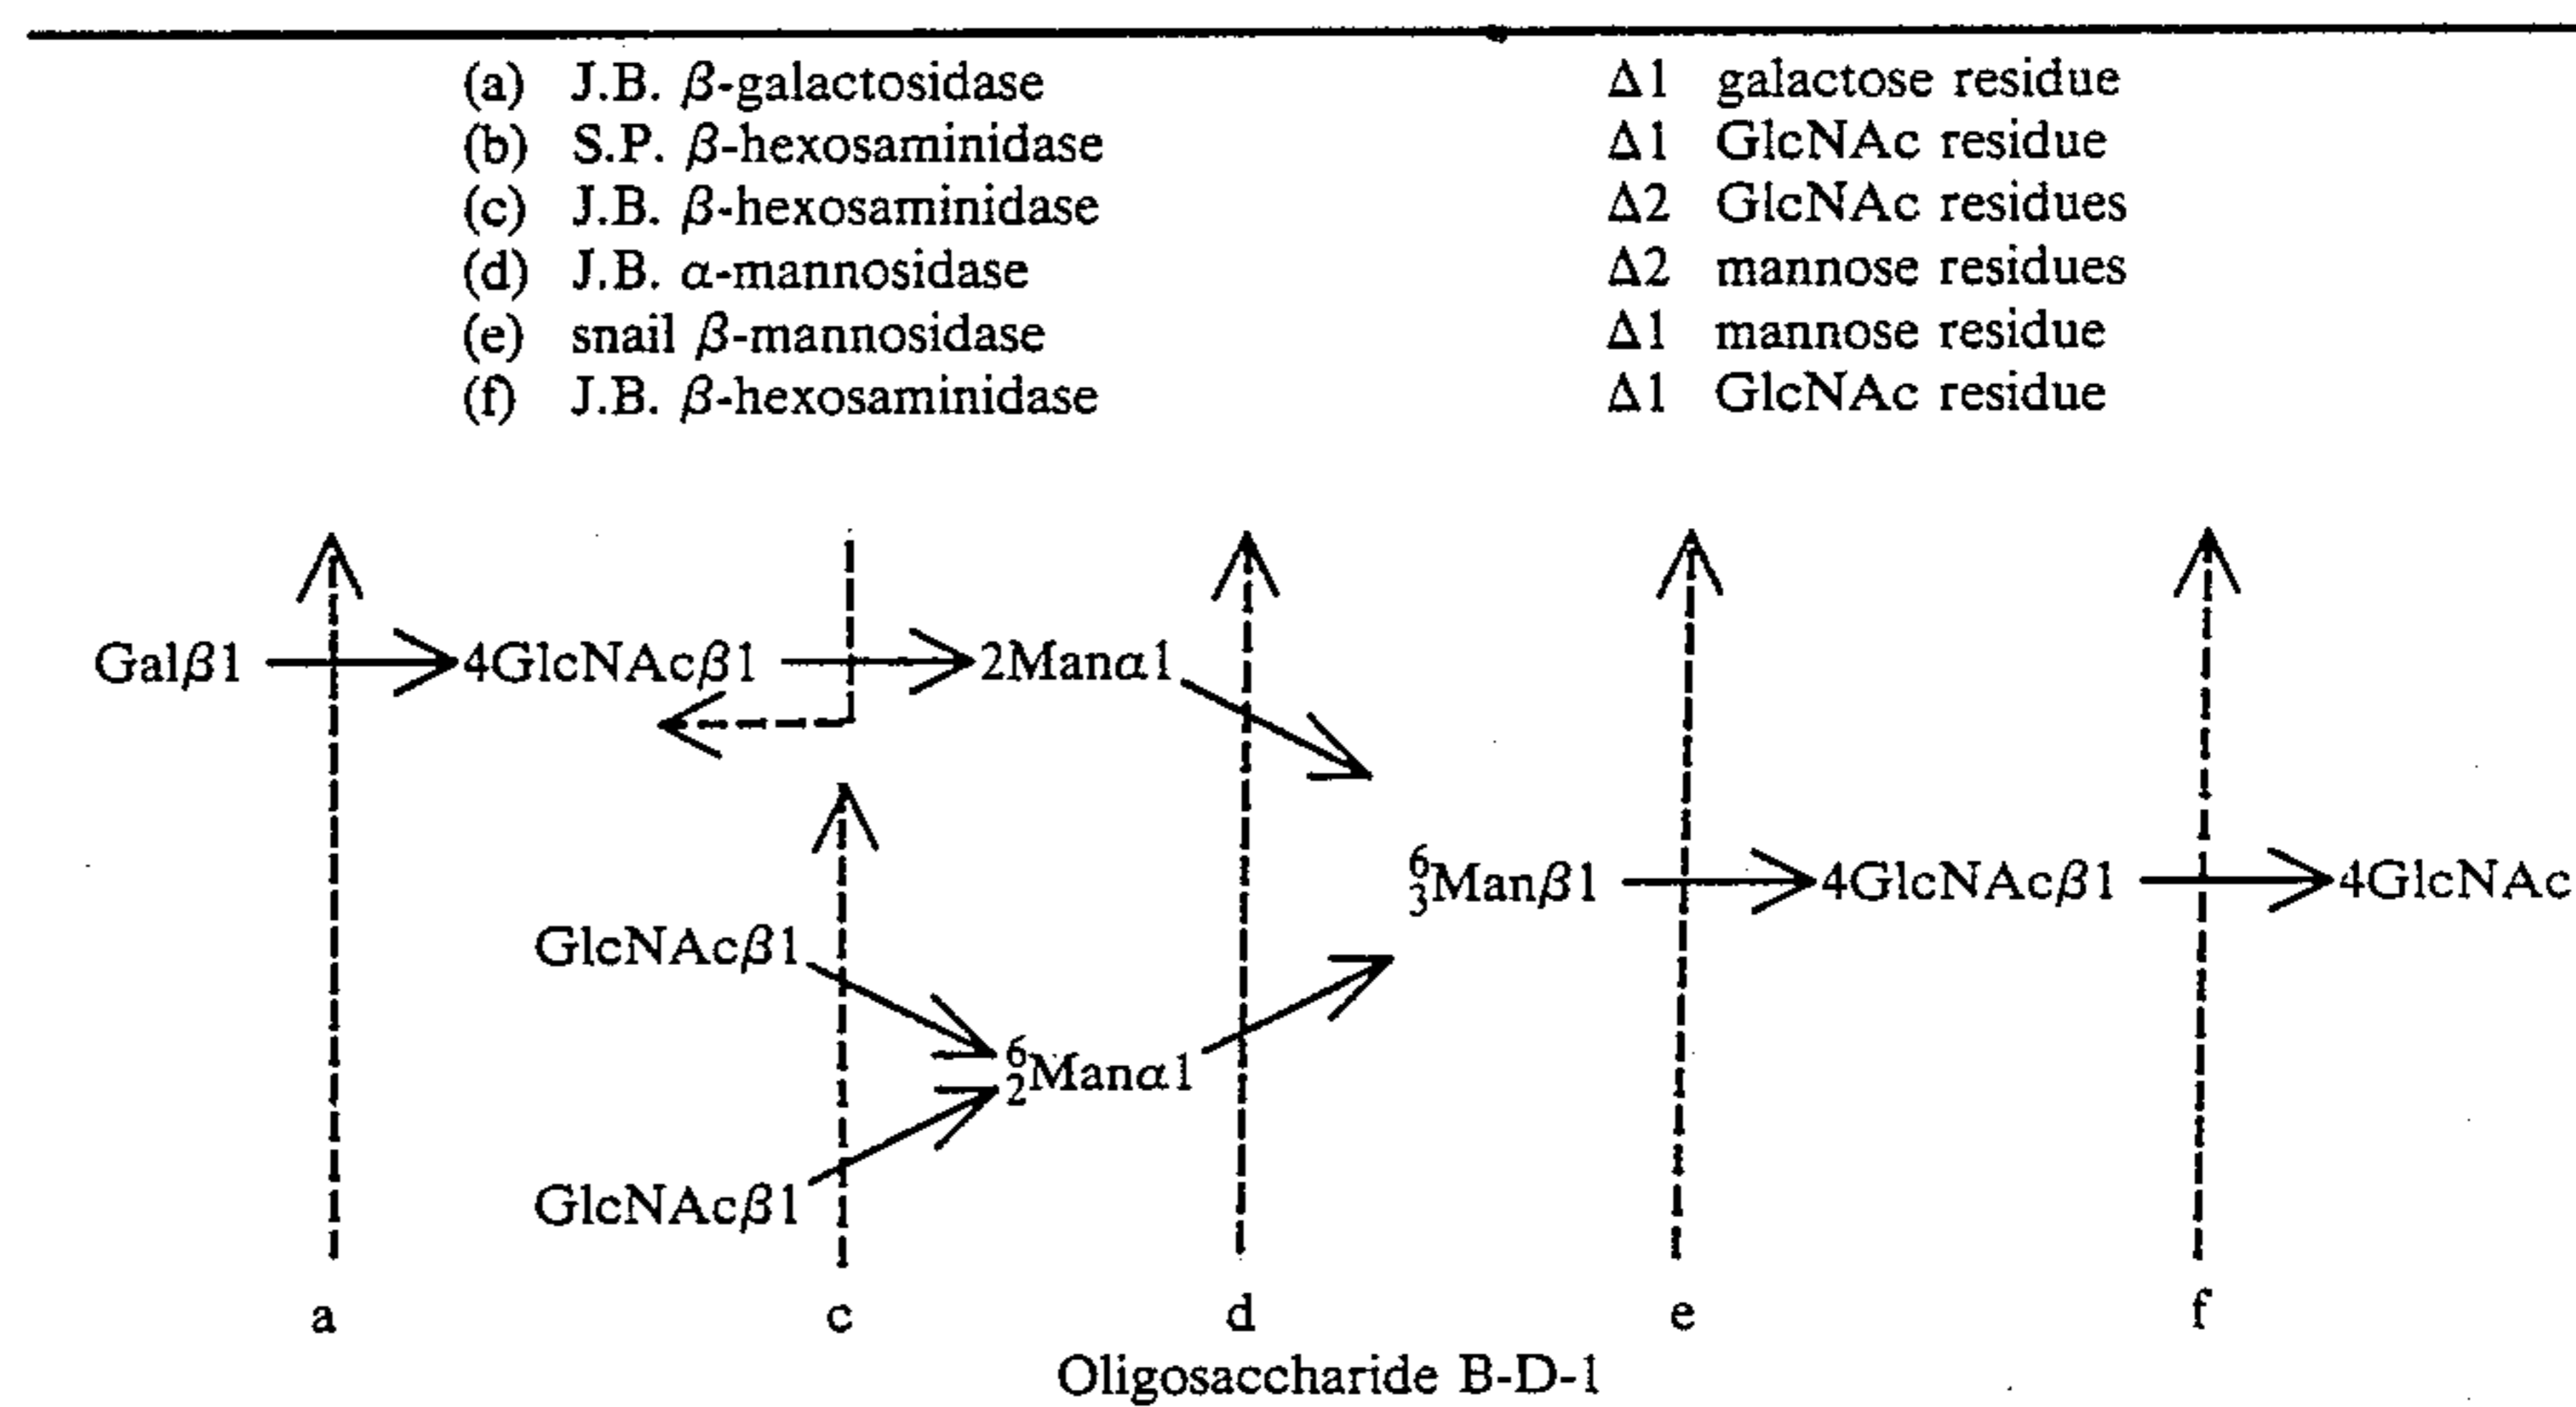 (a) J.B. β-galactosidase Δ1 galactose residue
(b) S.P. β-hexosaminidase Δ1 GlcNAc residue
(c) J.B. β-hexosaminidase Δ2 GlcNAc residues
(d) J.B. α-mannosidase Δ2 mannose residues
(e) snail β-mannosidase Δ1 mannose residue
(f) J.B. β-hexosaminidase Δ1 GlcNAc residue
Galβ1 4GlcNAcβ1 2Manα1
6
3Manβ1 4GlcNAcβ1 4GlcNAc
GlcNAcβ1
6
2Manα1
GlcNAcβ1
a c d e f
Oligosaccharide B-D-1